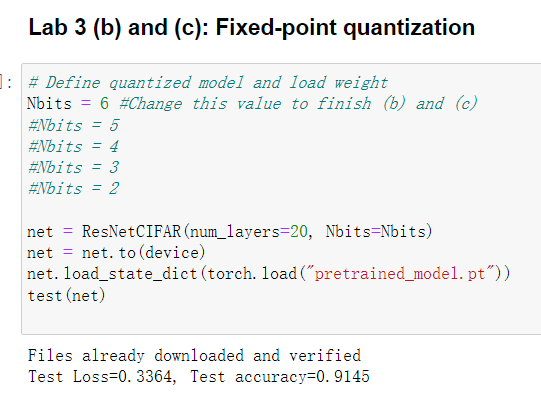 Lab 3 (b) and (c): Fixed-point quantization
]:
# Define quantized model and load weight
Nbits = 6 #Change this value to finish (b) and (c)
#Nbits = 5
#Nbits = 4
#Nbits = 3
#Nbits = 2
net = ResNetCIFAR(num_layers=20, Nbits=Nbits)
net = net.to(device)
net.load_state_dict(torch.load("pretrained_model.pt"))
test(net)
Files already downloaded and verified
Test Loss=0.3364, Test accuracy=0.9145